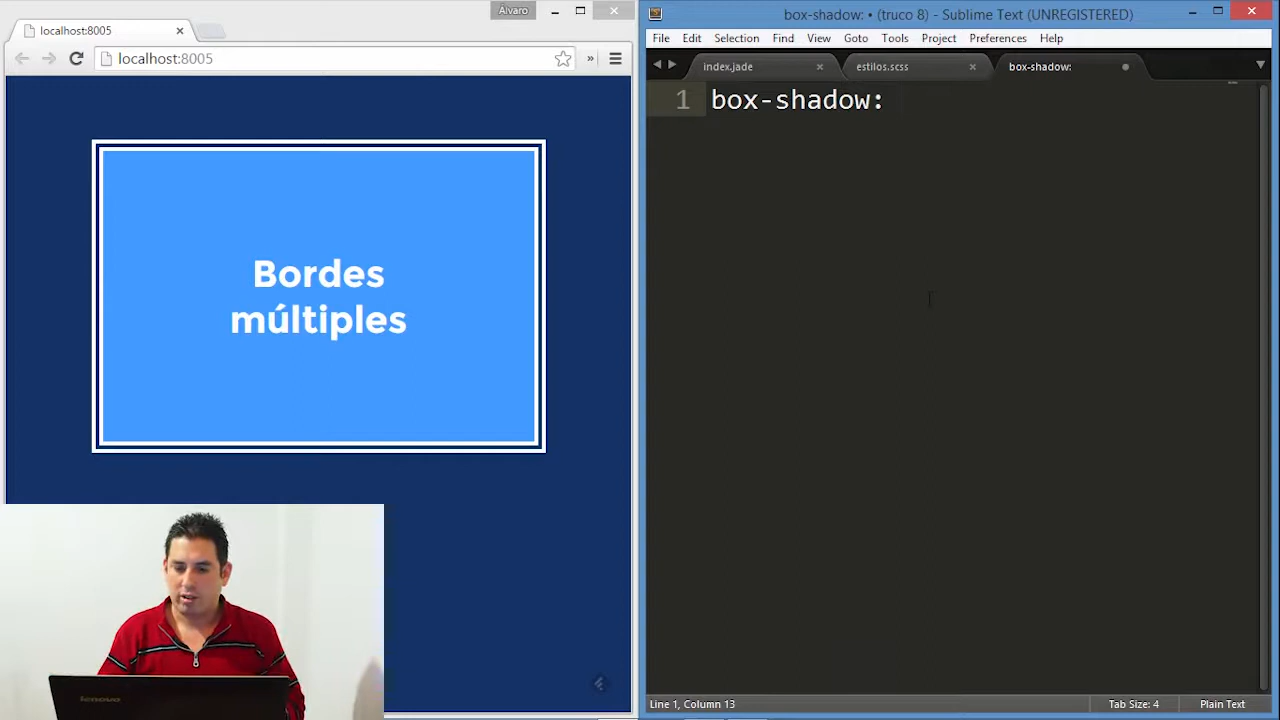 Alvaro
localhost:8005
localhost:8005
Bordes
múltiples
lenovo
box-shadow: • (truco 8) - Sublime Text (UNREGISTERED)
File Edit Selection Find View Goto Tools Project Preferences Help
index.jade estilos.scss box-shadow:
1 box-shadow:
Line 1, Column 13 Tab Size: 4 Plain Text